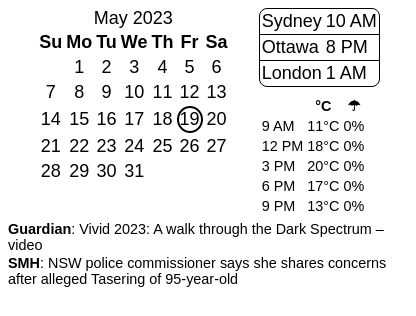 May 2023
Su Mo Tu We Th Fr Sa
1 2 3 4 5 6
7 8 9 10 11 12 13
14 15 16 17 18 19 20
21 22 23 24 25 26 27
28 29 30 31
Sydney 10 AM
Ottawa 8 PM
London 1 AM
°C ☂
9 AM 11°C 0%
12 PM 18°C 0%
3 PM 20°C 0%
6 PM 17°C 0%
9 PM 13°C 0%
Guardian: Vivid 2023: A walk through the Dark Spectrum –
video
SMH: NSW police commissioner says she shares concerns
after alleged Tasering of 95-year-old